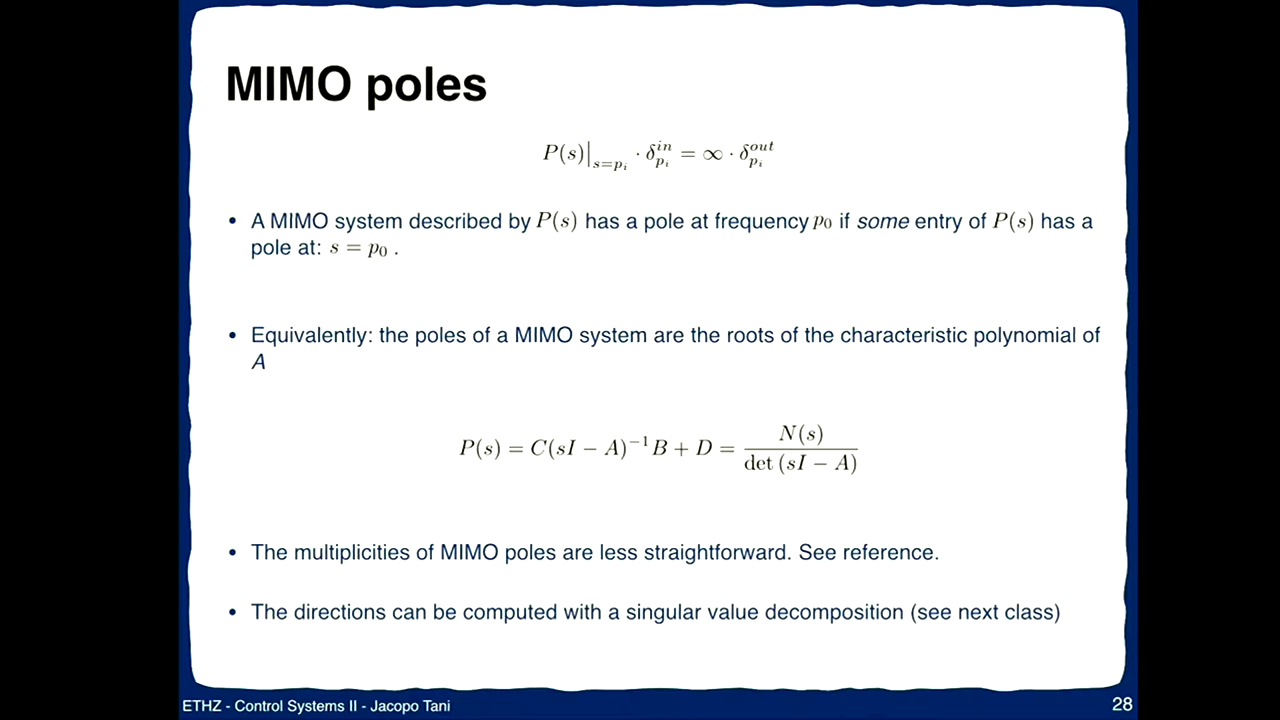 MIMO poles
P(s)|_{s=p_i} · δ_{p_i}^{in} = ∞ · δ_{p_i}^{out}
• A MIMO system described by P(s) has a pole at frequency p_0 if some entry of P(s) has a
pole at: s = p_0 .
• Equivalently: the poles of a MIMO system are the roots of the characteristic polynomial of
A
P(s) = C(sI − A)^{−1}B + D = \frac{N(s)}{\det(sI − A)}
• The multiplicities of MIMO poles are less straightforward. See reference.
• The directions can be computed with a singular value decomposition (see next class)
ETHZ - Control Systems II - Jacopo Tani
28